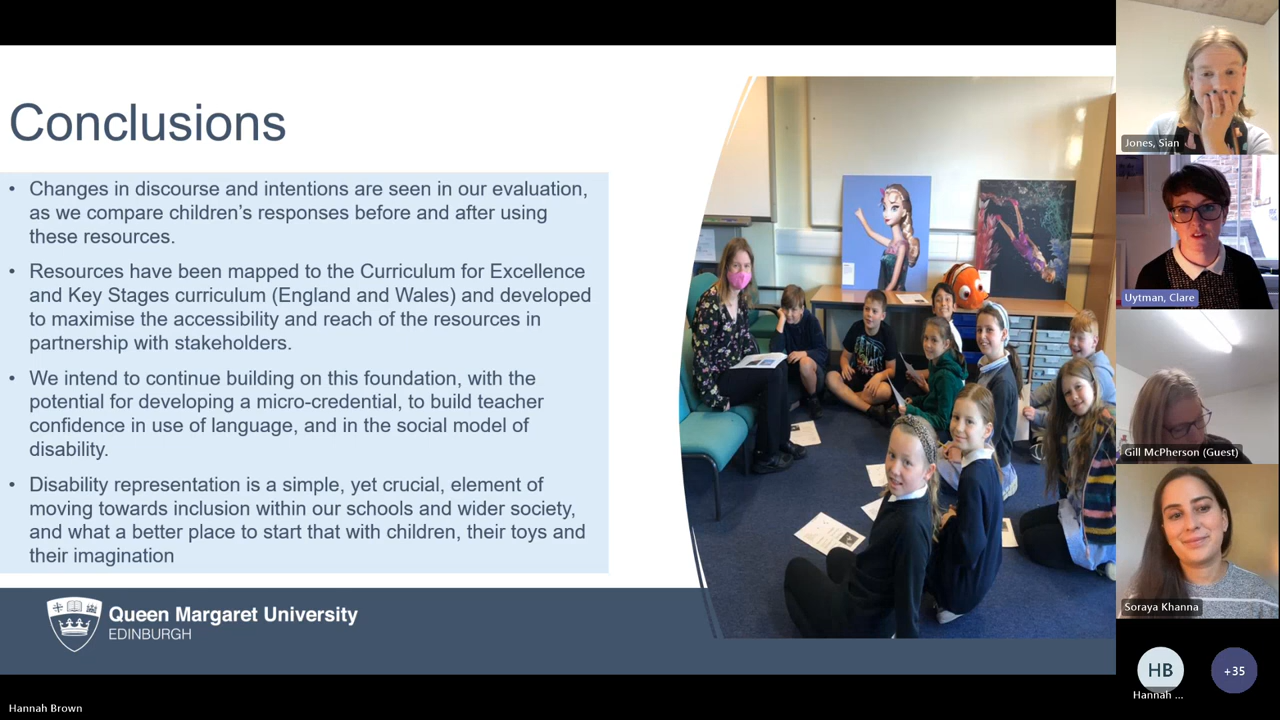 Conclusions
• Changes in discourse and intentions are seen in our evaluation,
as we compare children’s responses before and after using
these resources.
• Resources have been mapped to the Curriculum for Excellence
and Key Stages curriculum (England and Wales) and developed
to maximise the accessibility and reach of the resources in
partnership with stakeholders.
• We intend to continue building on this foundation, with the
potential for developing a micro-credential, to build teacher
confidence in use of language, and in the social model of
disability.
• Disability representation is a simple, yet crucial, element of
moving towards inclusion within our schools and wider society,
and what a better place to start that with children, their toys and
their imagination
Queen Margaret University
EDINBURGH
Hannah Brown
Jones, Sian
Uytman, Clare
Gill McPherson (Guest)
Soraya Khanna
HB
Hannah ...
+35